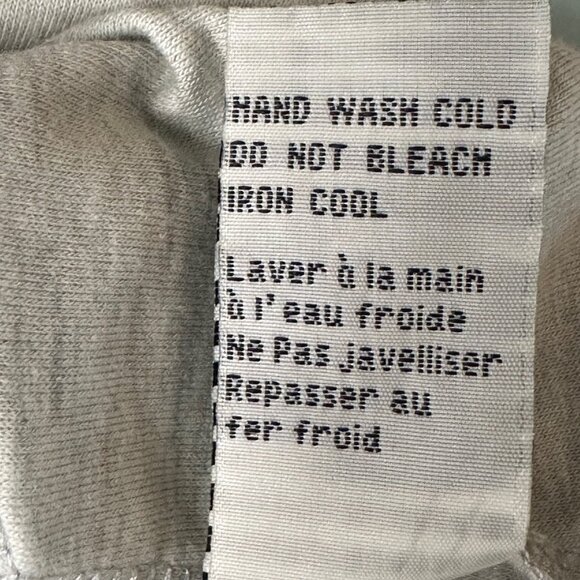 HAND WASH COLD
DO NOT BLEACH
IRON COOL
Laver à la main
à l'eau froide
Ne Pas javelliser
Repasser au
fer froid